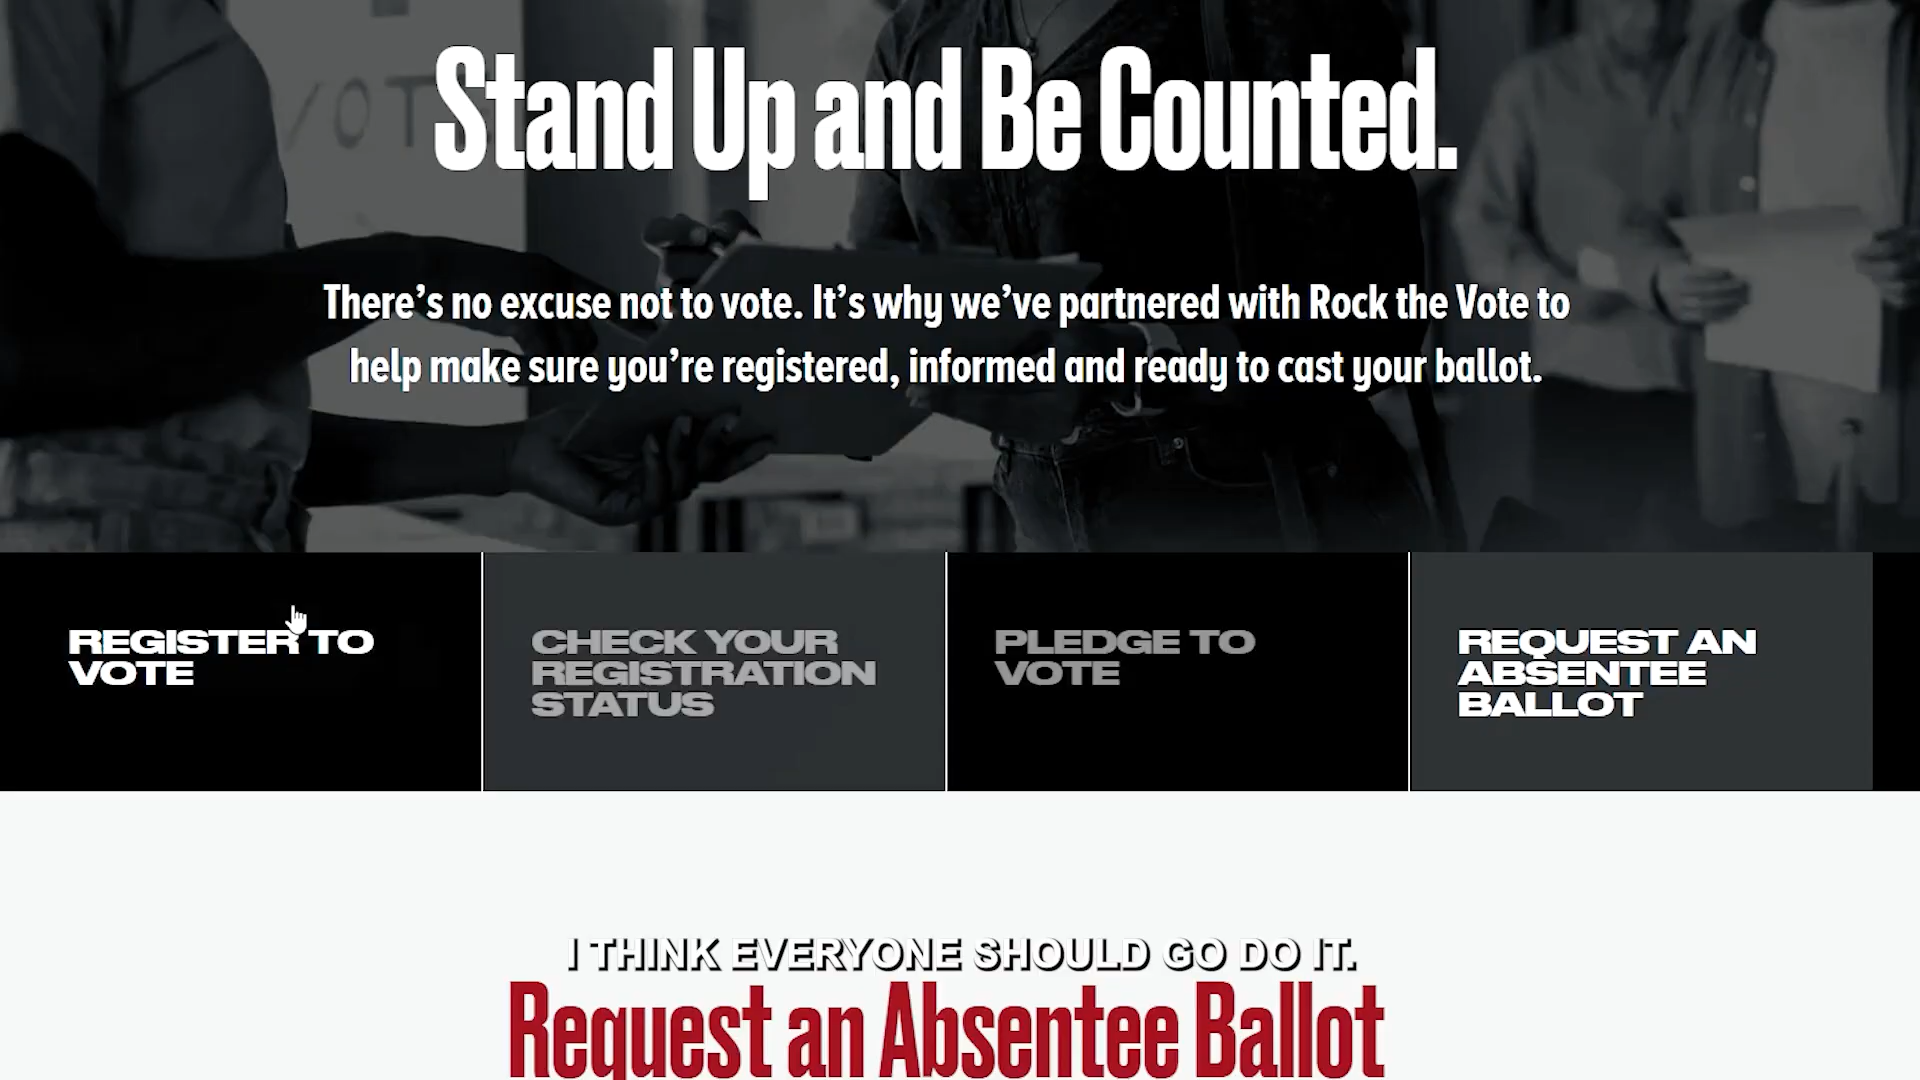 VOT
Stand Up and Be Counted.
There's no excuse not to vote. It's why we've partnered with Rock the Vote to
help make sure you're registered, informed and ready to cast your ballot.
REGISTER TO
VOTE
CHECK YOUR
REGISTRATION
STATUS
PLEDGE TO
VOTE
REQUEST AN
ABSENTEE
BALLOT
I THINK EVERYONE SHOULD GO DO IT.
Request an Absentee Ballot